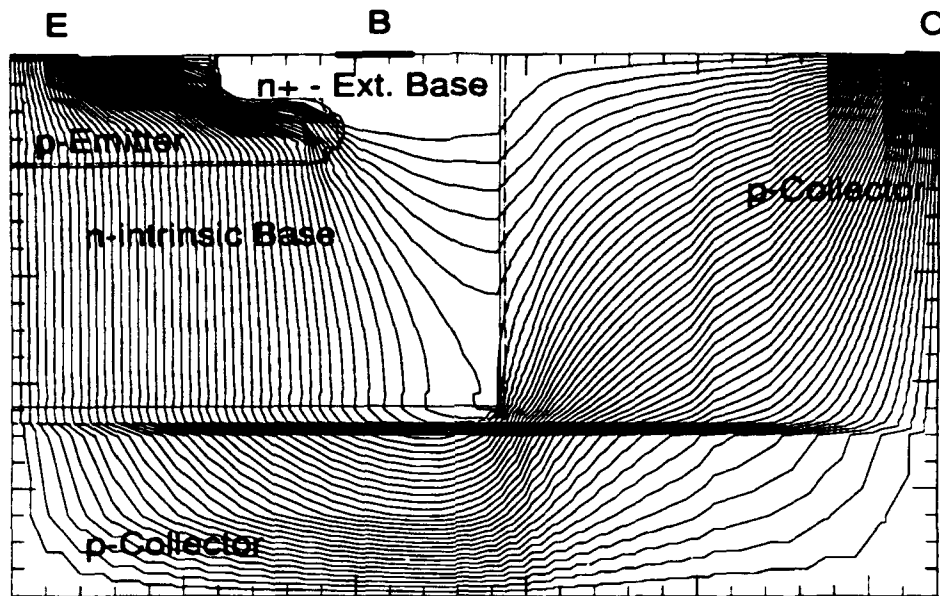 E B C
n+ - Ext. Base
p-Emitter
p-Collector
n-intrinsic Base
p-Collector